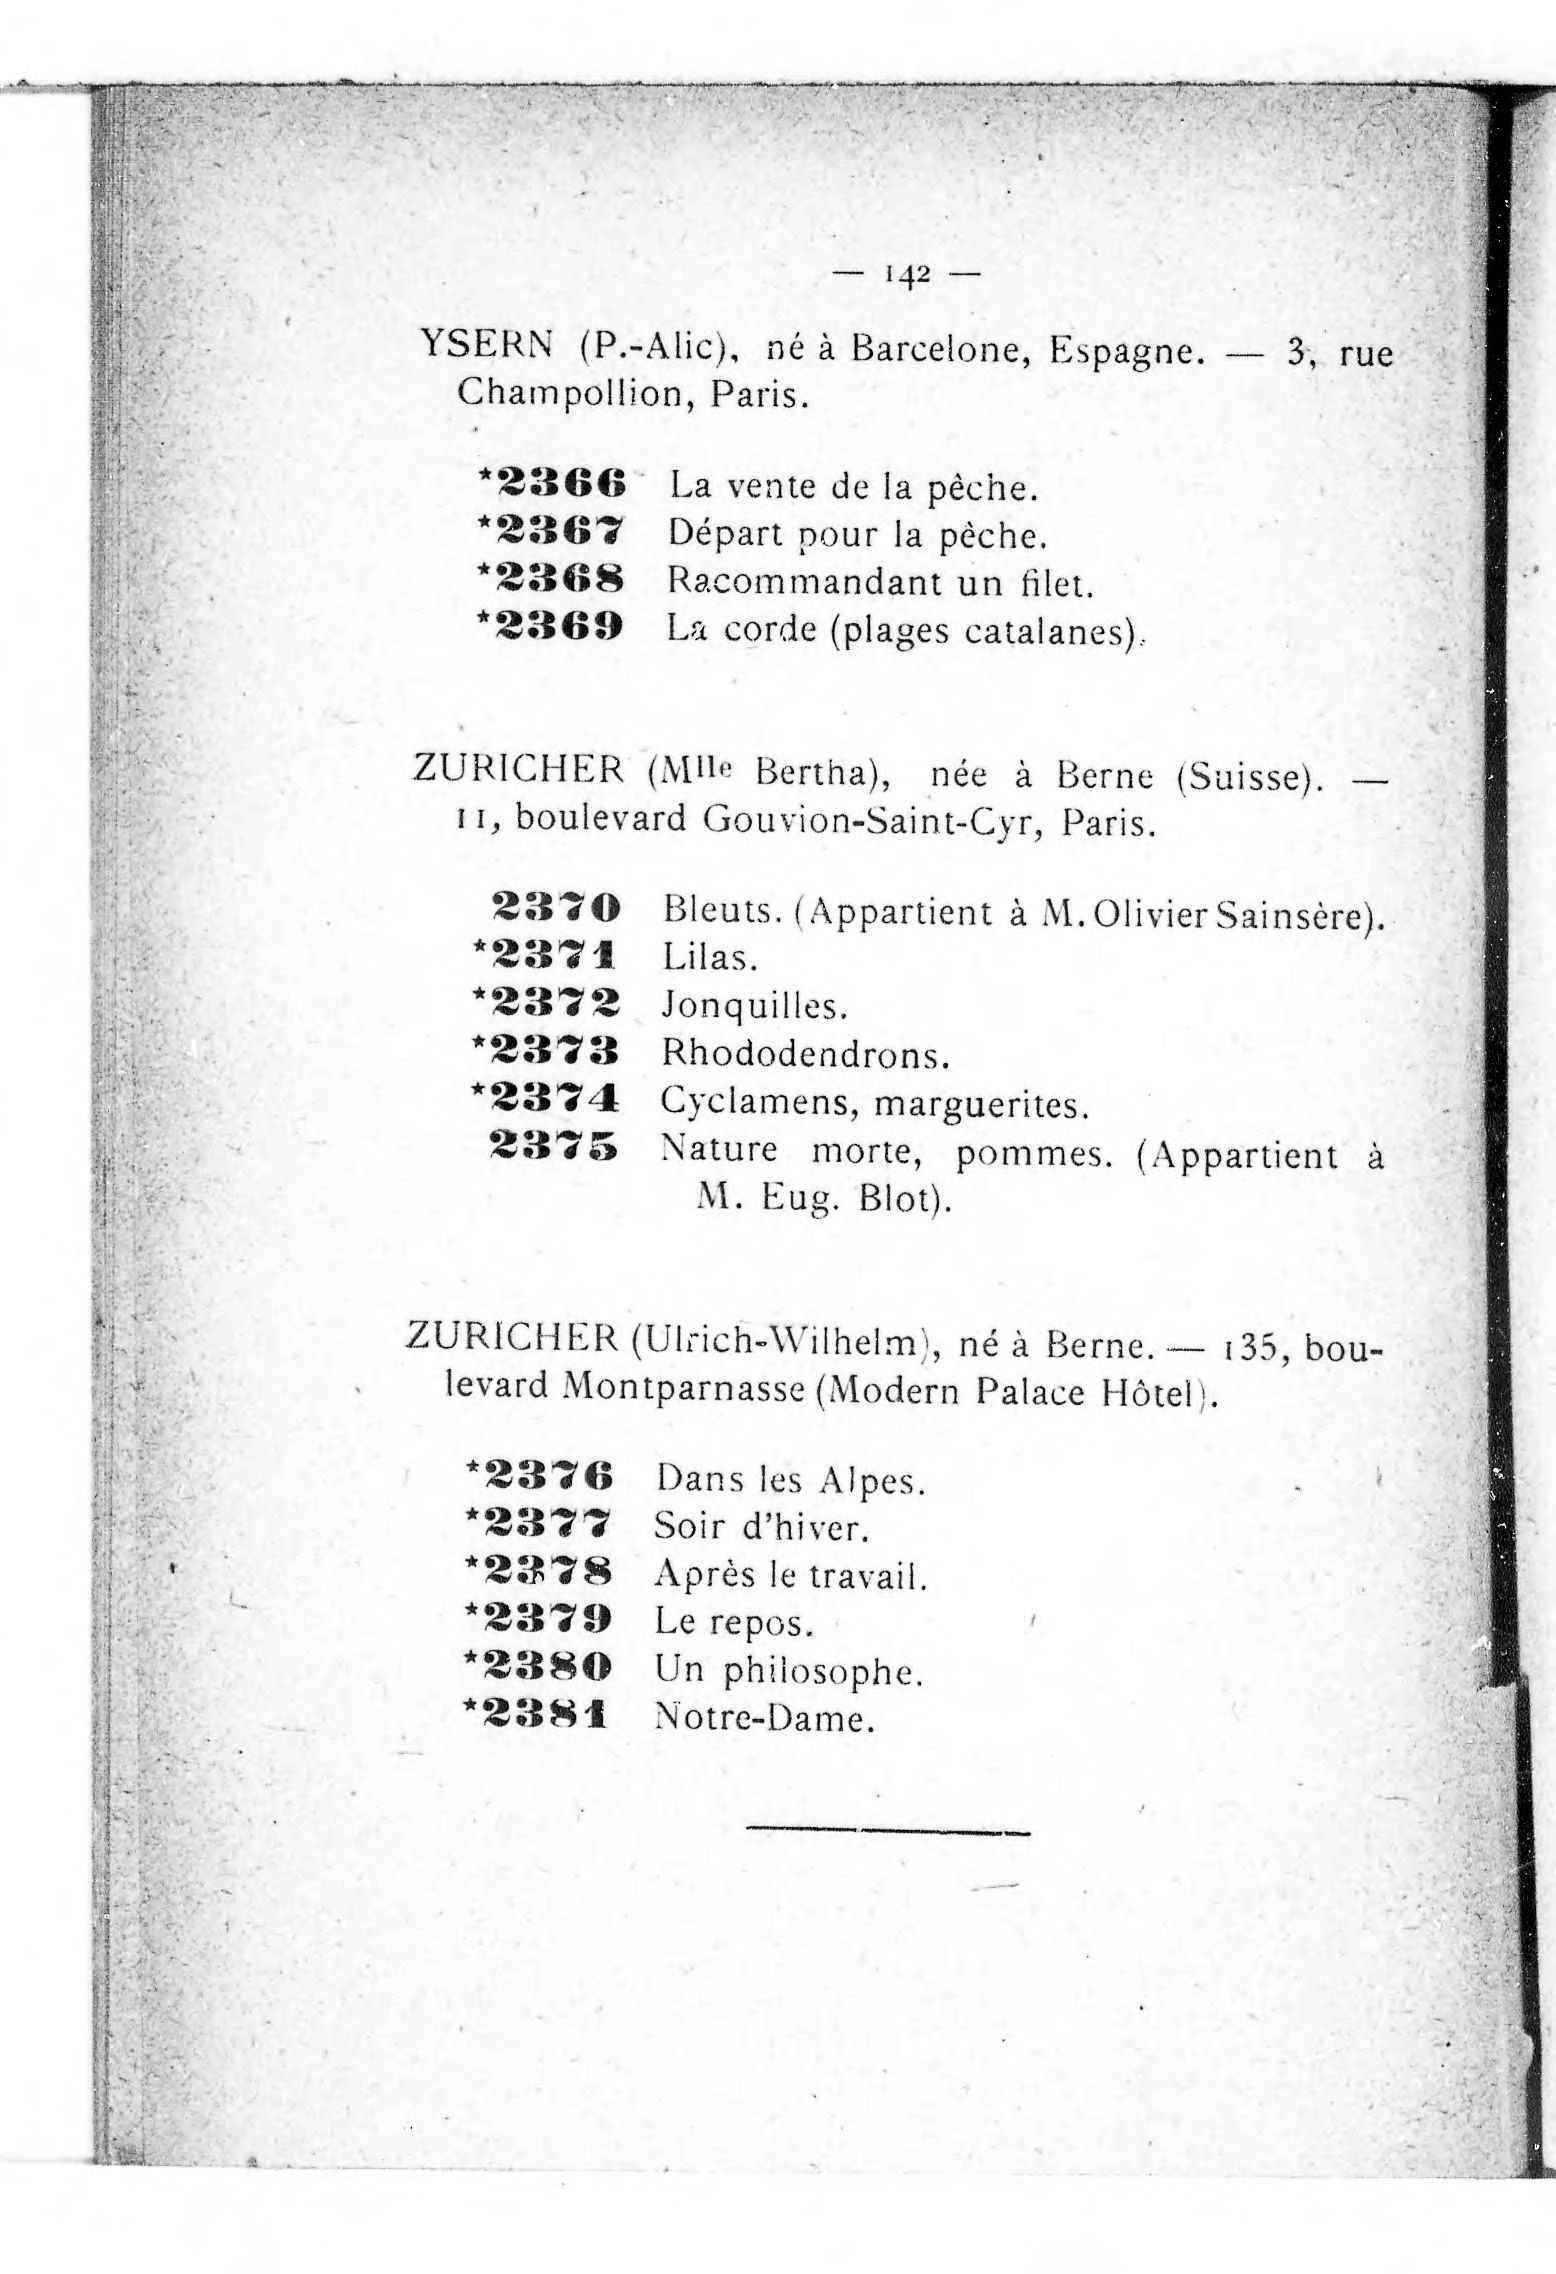 — 142 —
YSERN (P.-Alic), né à Barcelone, Espagne. — 3, rue
Champollion, Paris.
*2366 La vente de la pêche.
*2367 Départ pour la pêche.
*2368 Racommandant un filet.
*2369 La corde (plages catalanes).
ZURICHER (Mlle Bertha), née à Berne (Suisse). —
11, boulevard Gouvion-Saint-Cyr, Paris.
2370 Bleuts. (Appartient à M. Olivier Sainsère).
*2371 Lilas.
*2372 Jonquilles.
*2373 Rhododendrons.
*2374 Cyclamens, marguerites.
2375 Nature morte, pommes. (Appartient à
M. Eug. Blot).
ZURICHER (Ulrich-Wilhelm), né à Berne. — 135, bou-
levard Montparnasse (Modern Palace Hôtel).
*2376 Dans les Alpes.
*2377 Soir d'hiver.
*2378 Après le travail.
*2379 Le repos.
*2380 Un philosophe.
*2381 Notre-Dame.